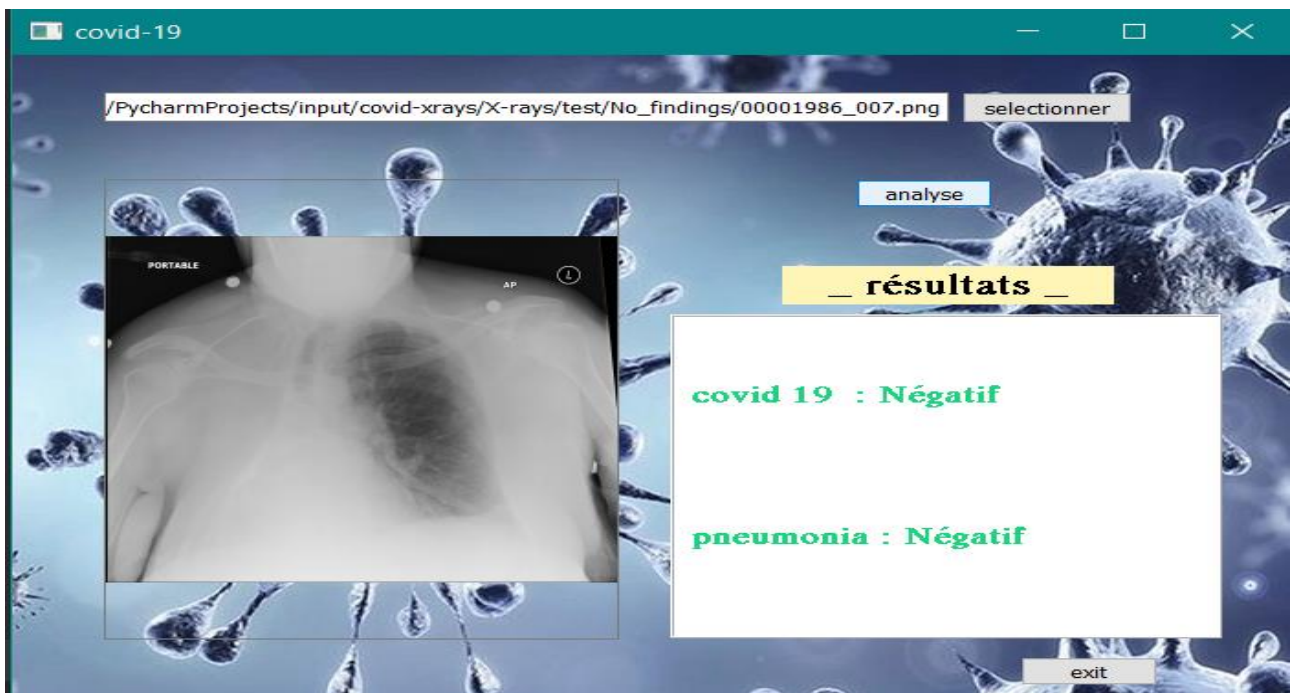 covid-19
/PycharmProjects/input/covid-xrays/X-rays/test/No_findings/00001986_007.png
selectionner
analyse
PORTABLE
AP
L
_ résultats _
covid 19 : Négatif
pneumonia : Négatif
exit